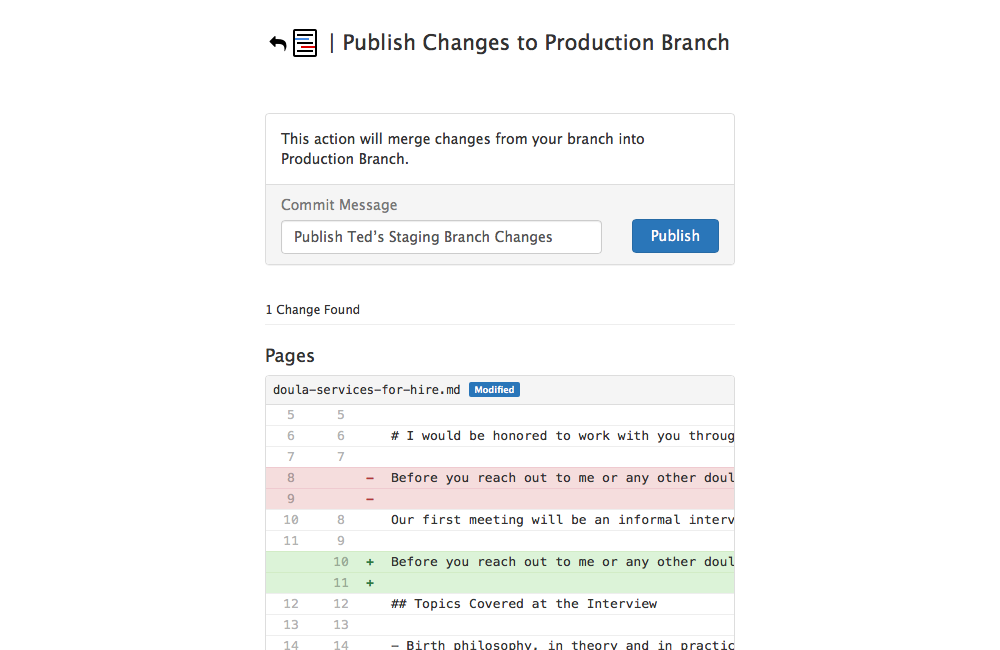 | Publish Changes to Production Branch
This action will merge changes from your branch into
Production Branch.
Commit Message
Publish Ted’s Staging Branch Changes
Publish
1 Change Found
Pages
doula-services-for-hire.md Modified
5 5
6 6 # I would be honored to work with you throug
7 7
8 - Before you reach out to me or any other doul
9 -
10 8 Our first meeting will be an informal interv
11 9
10 + Before you reach out to me or any other doul
11 +
12 12 ## Topics Covered at the Interview
13 13
14 14 - Birth philosophy, in theory and in practic